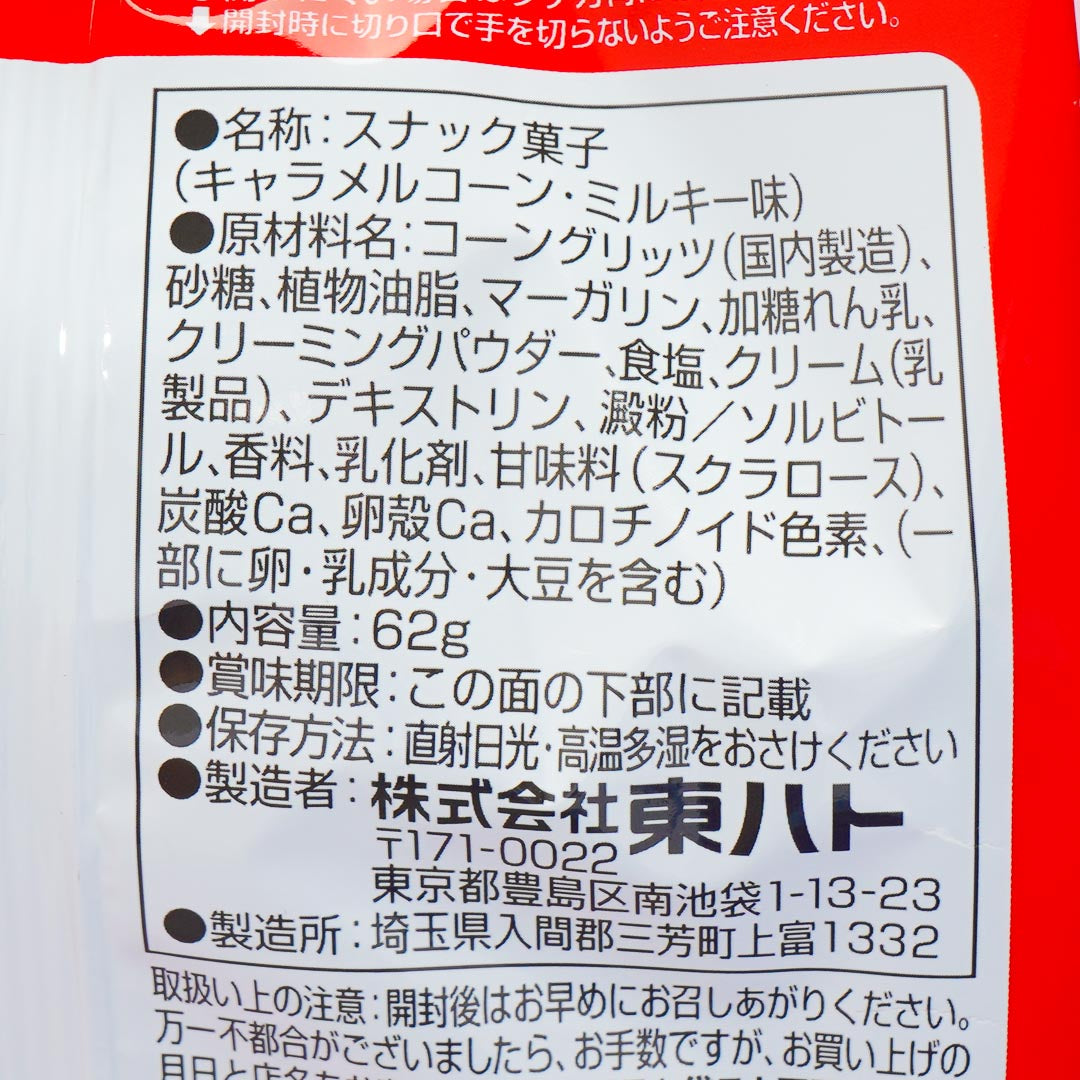 ↓開封時に切り口で手を切らないようご注意ください。
●名称：スナック菓子
（キャラメルコーン・ミルキー味）
●原材料名：コーングリッツ（国内製造）、
砂糖、植物油脂、マーガリン、加糖れん乳、
クリーミングパウダー、食塩、クリーム（乳
製品）、デキストリン、澱粉／ソルビトー
ル、香料、乳化剤、甘味料（スクラロース）、
炭酸Ca、卵殻Ca、カロチノイド色素、（一
部に卵・乳成分・大豆を含む）
●内容量：62g
●賞味期限：この面の下部に記載
●保存方法：直射日光・高温多湿をおさけください
●製造者：株式会社東ハト
〒171-0022
東京都豊島区南池袋1-13-23
●製造所：埼玉県入間郡三芳町上富1332
取扱い上の注意：開封後はお早めにお召しあがりください。
万一不都合がございましたら、お手数ですが、お買い上げの